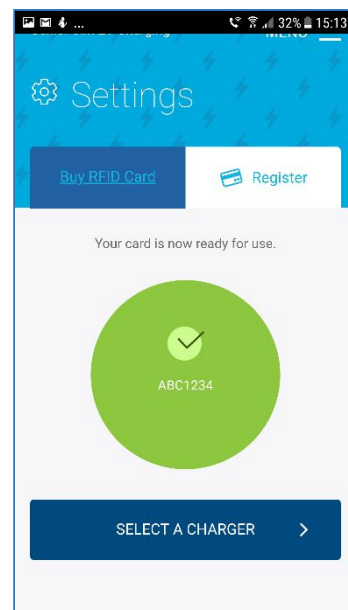 ... 32% 15:13
MENU
Settings
Buy RFID Card
Register
Your card is now ready for use.
ABC1234
SELECT A CHARGER